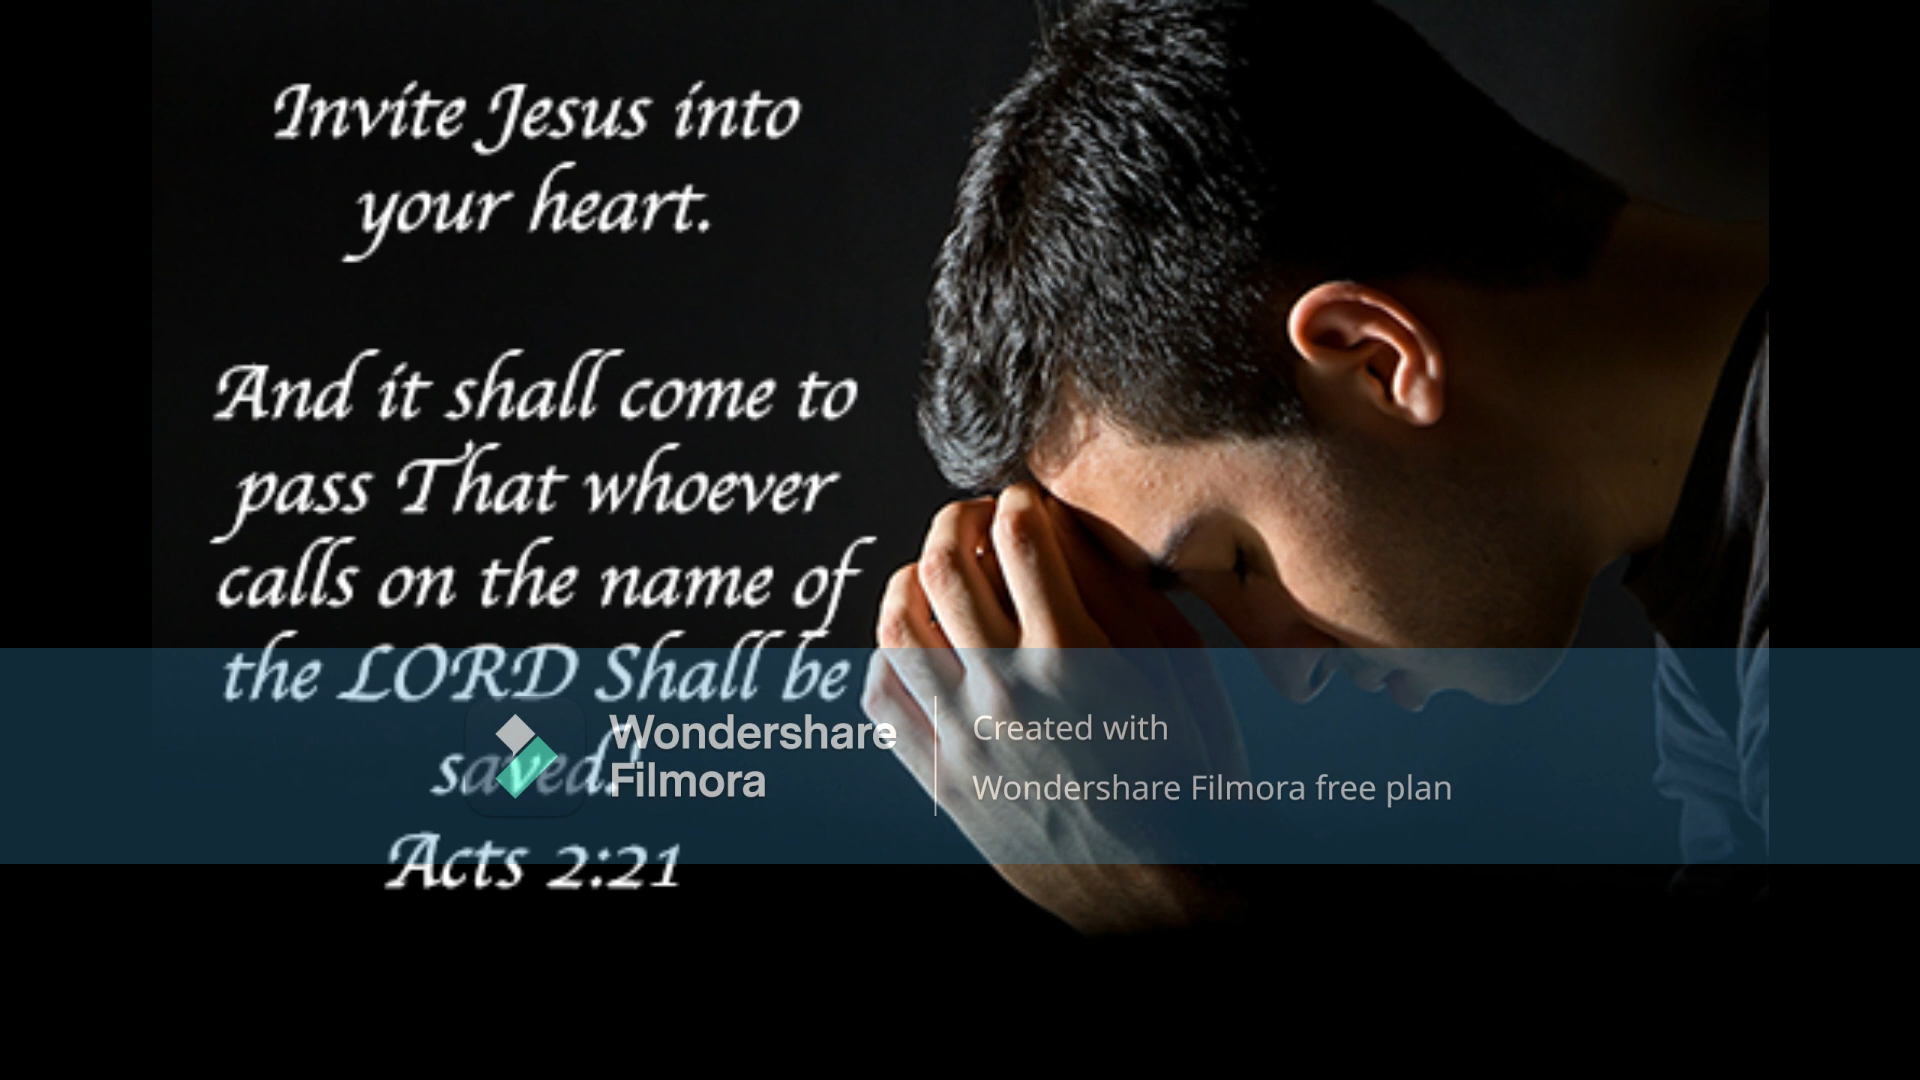 Invite Jesus into
your heart.
And it shall come to
pass That whoever
calls on the name of
the LORD Shall be
saved.'
Acts 2:21
Wondershare
Filmora
Created with
Wondershare Filmora free plan